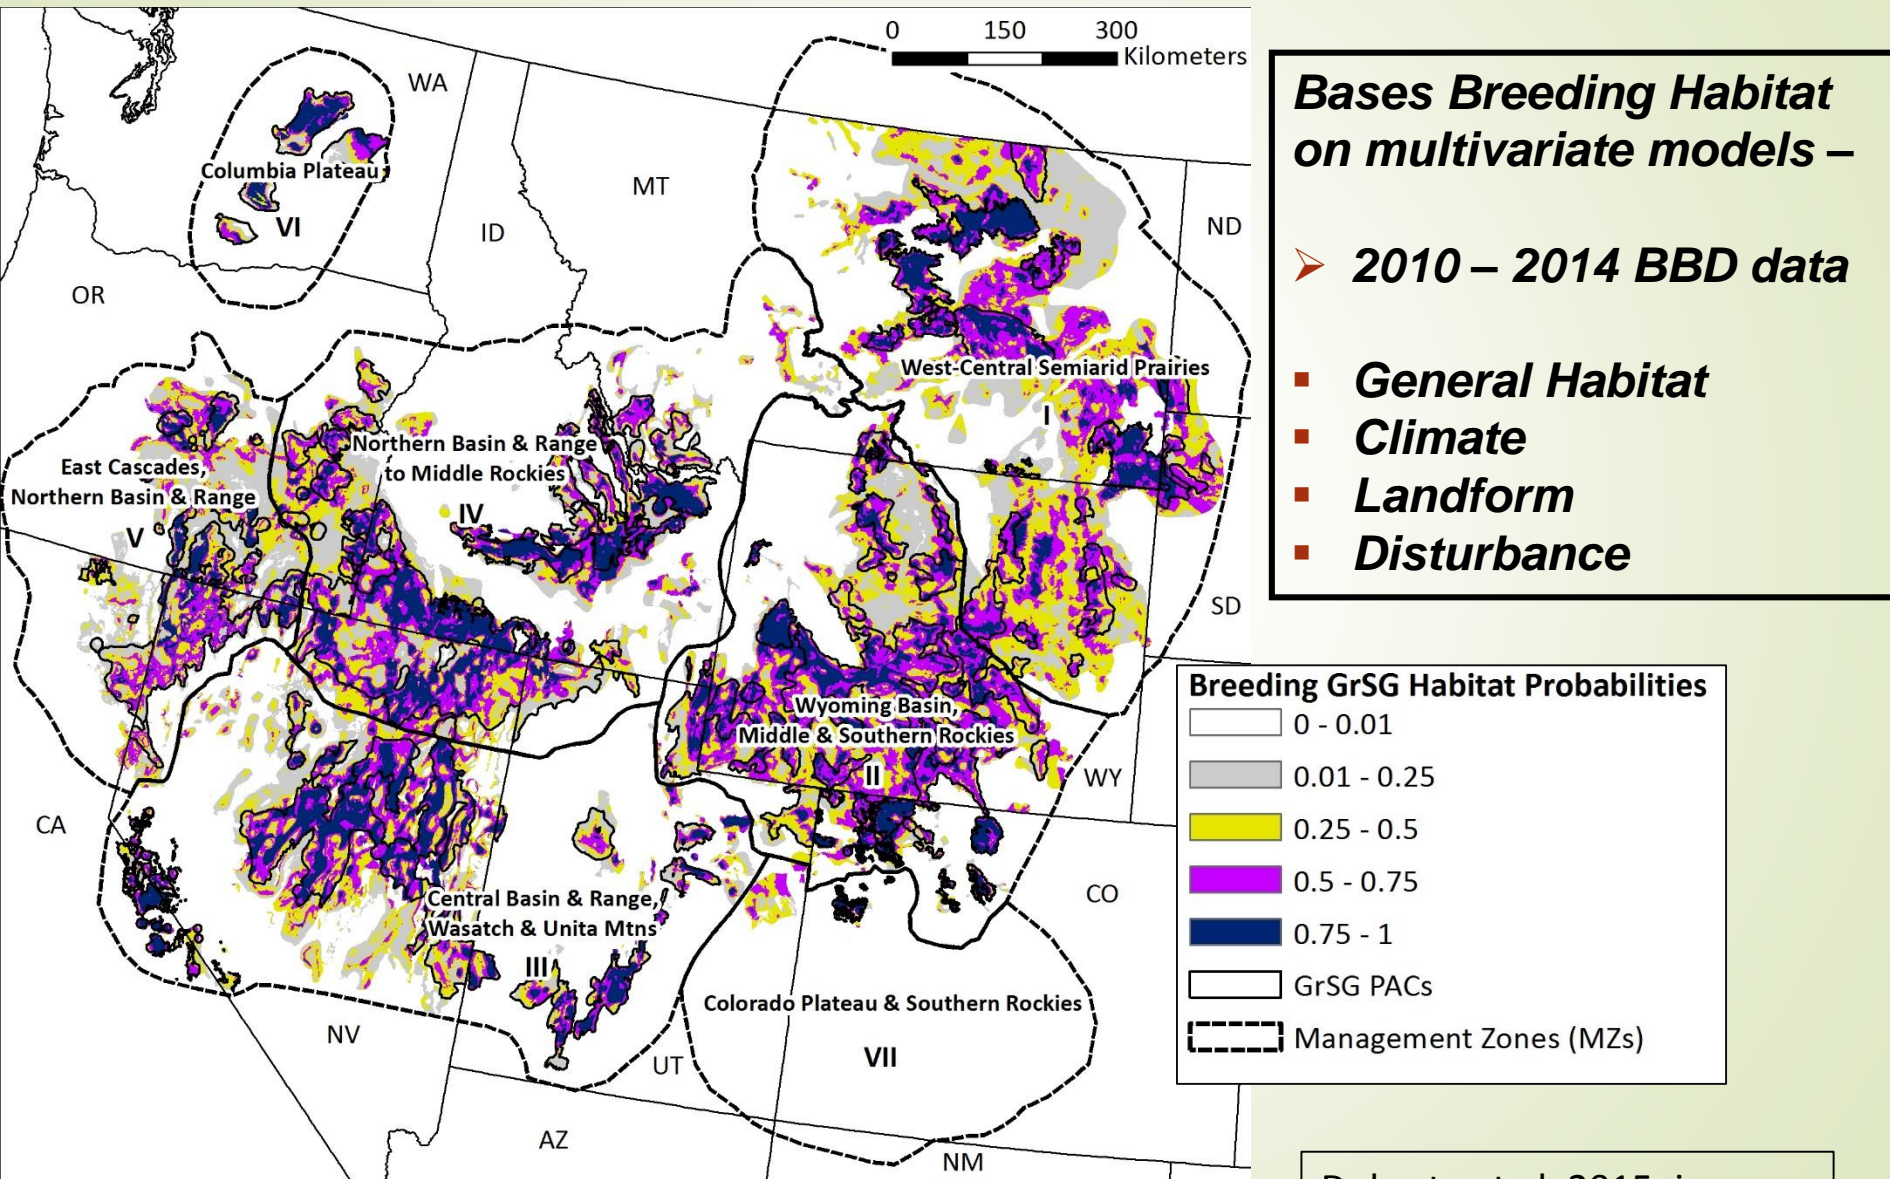 0 150 300
Kilometers
WA
Columbia Plateau
VI
MT
ID
ND
OR
West-Central Semiarid Prairies
I
Northern Basin & Range
to Middle Rockies
IV
East Cascades,
Northern Basin & Range
V
SD
Wyoming Basin,
Middle & Southern Rockies
II
WY
CA
CO
Central Basin & Range,
Wasatch & Unita Mtns
III
Colorado Plateau & Southern Rockies
VII
NV
UT
AZ
NM
Bases Breeding Habitat
on multivariate models –
2010 – 2014 BBD data
General Habitat
Climate
Landform
Disturbance
Breeding GrSG Habitat Probabilities
0 - 0.01
0.01 - 0.25
0.25 - 0.5
0.5 - 0.75
0.75 - 1
GrSG PACs
Management Zones (MZs)